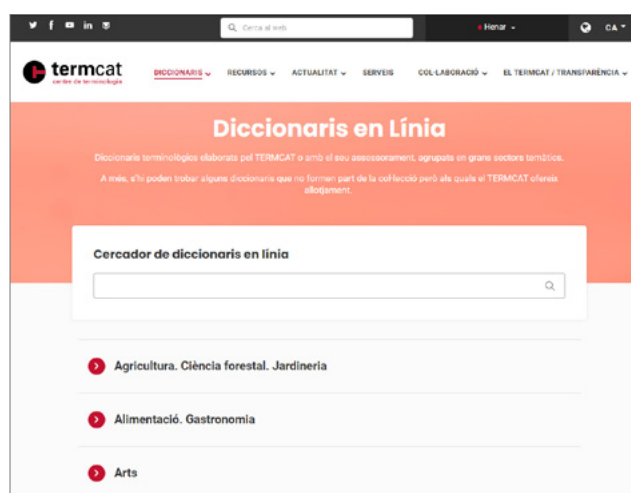 Cerca al web
Henar
CA
termcat
centre de terminologia
DICCIONARIS
RECURSOS
ACTUALITAT
SERVEIS
COL·LABORACIÓ
EL TERMCAT / TRANSPARÈNCIA
Diccionaris en Línia
Diccionaris terminològics elaborats pel TERMCAT o amb el seu assessorament, agrupats en grans sectors temàtics.
A més, s'hi poden trobar alguns diccionaris que no formen part de la col·lecció però als quals el TERMCAT ofereix
allotjament.
Cercador de diccionaris en línia
Agricultura. Ciència forestal. Jardineria
Alimentació. Gastronomia
Arts